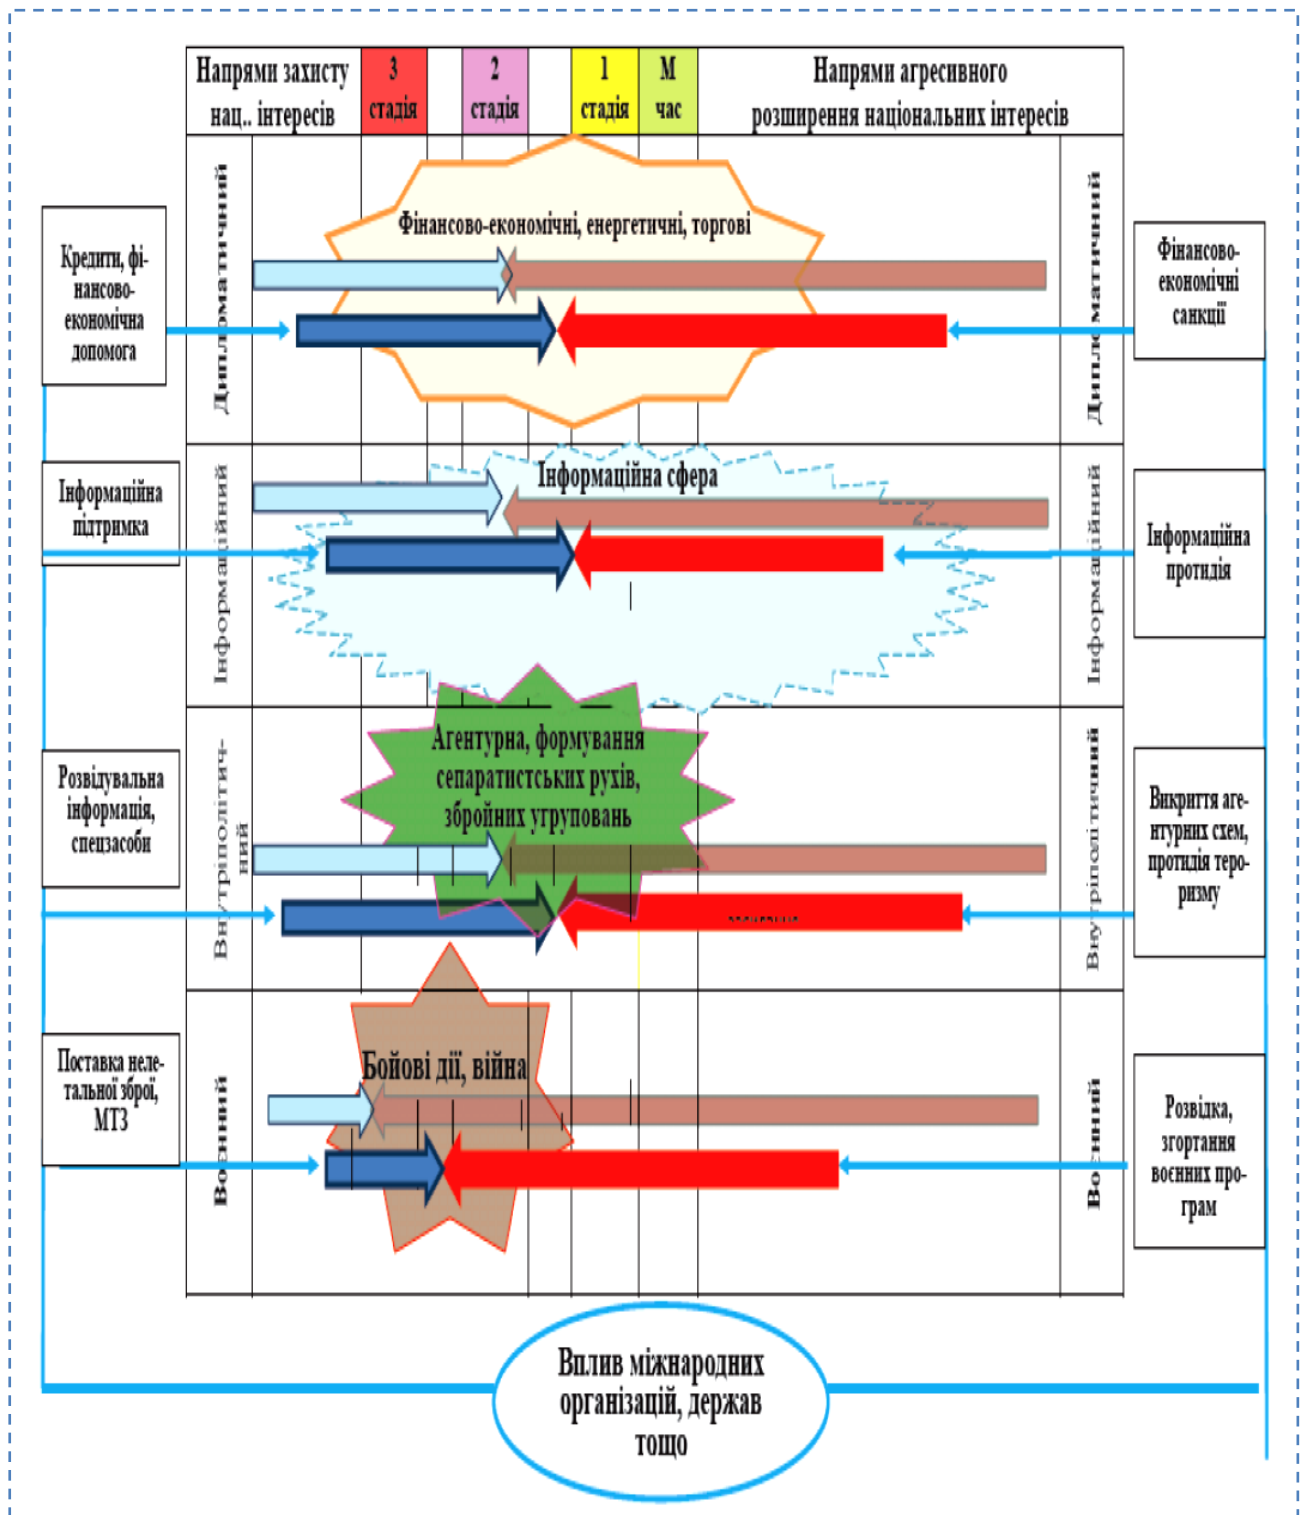 Напрями захисту
нац.. інтересів
3
стадія
2
стадія
1
стадія
М
час
Напрями агресивного
розширення національних інтересів
Дипломатичний
Фінансово-економічні, енергетичні, торгові
Дипломатичний
Кредити, фі-
нансово-
економічна
допомога
Фінансово-
економічні
санкції
Інформаційний
Інформаційна сфера
Інформаційний
Інформаційна
підтримка
Інформаційна
протидія
Внутріполітич-
ний
Агентурна, формування
сепаратистських рухів,
збройних угруповань
Внутріполітичний
Розвідувальна
інформація,
спецзасоби
Викриття аге-
нтурних схем,
протидія теро-
ризму
Воєнний
Бойові дії, війна
Воєнний
Поставка неле-
тальної зброї,
МТЗ
Розвідка,
згортання
воєнних про-
грам
Вплив міжнародних
організацій, держав
тощо